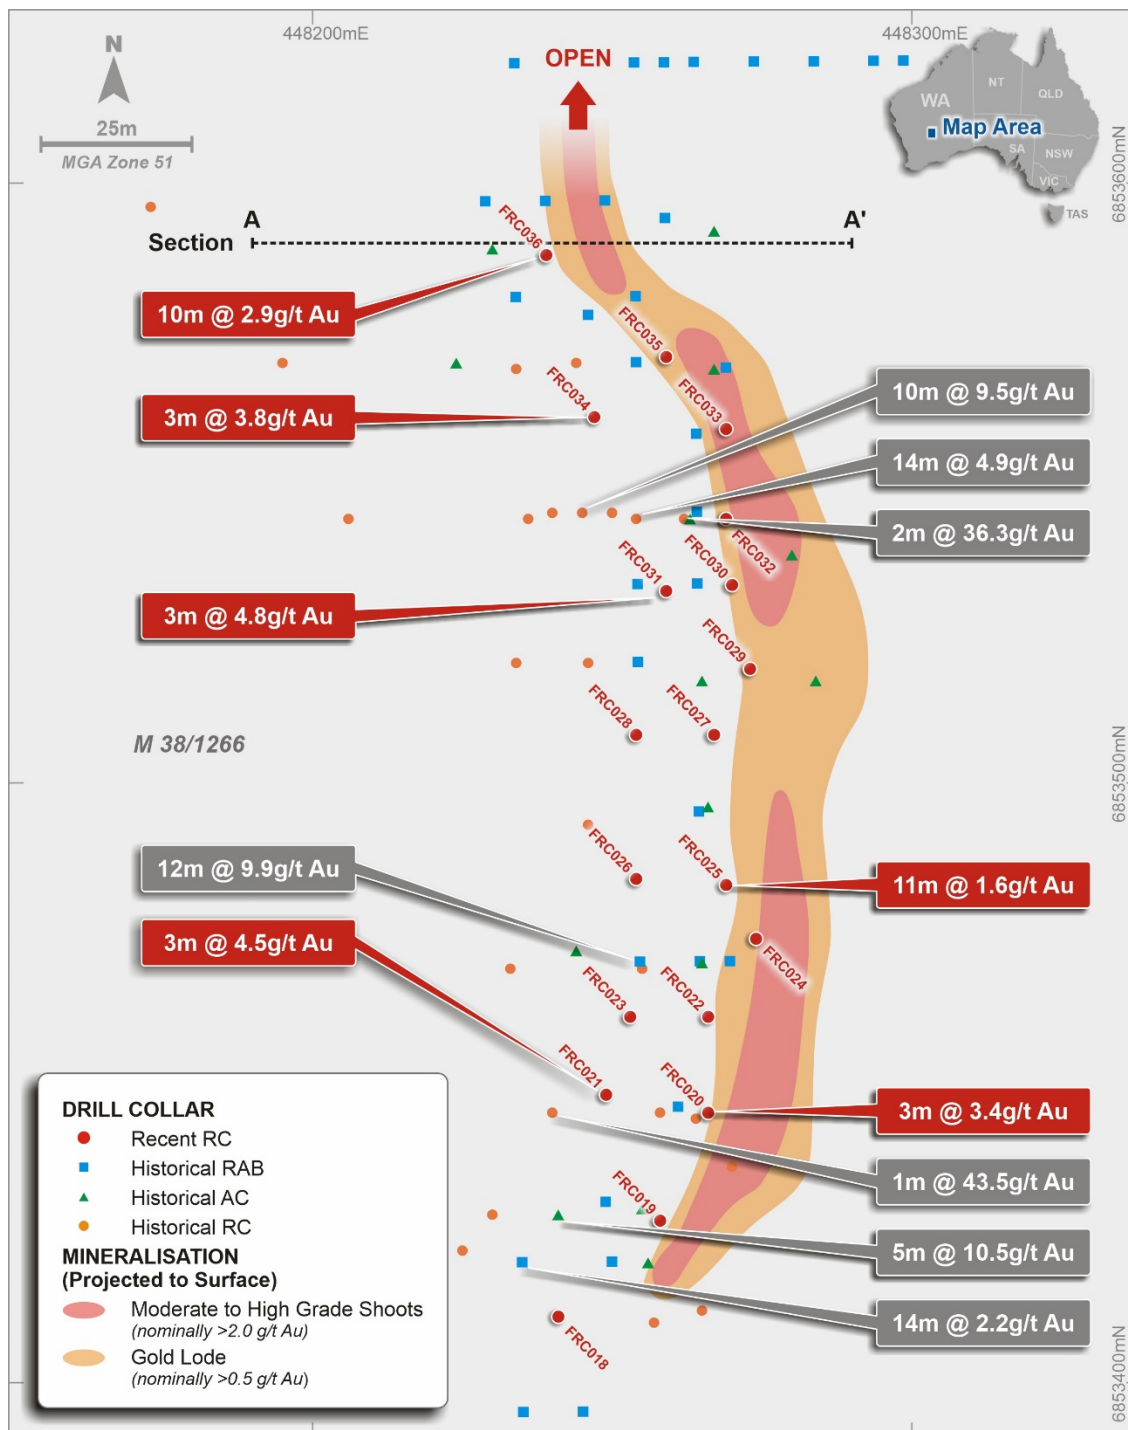 448200mE
448300mE
N
25m
MGA Zone 51
OPEN
WA
NT
QLD
SA
NSW
VIC
TAS
Map Area
6853600mN
A
A'
Section
FRC036
10m @ 2.9g/t Au
FRC035
FRC034
FRC033
3m @ 3.8g/t Au
10m @ 9.5g/t Au
14m @ 4.9g/t Au
2m @ 36.3g/t Au
FRC032
FRC031
FRC030
3m @ 4.8g/t Au
FRC029
FRC028
FRC027
M 38/1266
6853500mN
12m @ 9.9g/t Au
FRC026
FRC025
11m @ 1.6g/t Au
3m @ 4.5g/t Au
FRC024
FRC023
FRC022
FRC021
FRC020
3m @ 3.4g/t Au
1m @ 43.5g/t Au
FRC019
5m @ 10.5g/t Au
14m @ 2.2g/t Au
FRC018
6853400mN
DRILL COLLAR
Recent RC
Historical RAB
Historical AC
Historical RC
MINERALISATION
(Projected to Surface)
Moderate to High Grade Shoots
(nominally >2.0 g/t Au)
Gold Lode
(nominally >0.5 g/t Au)